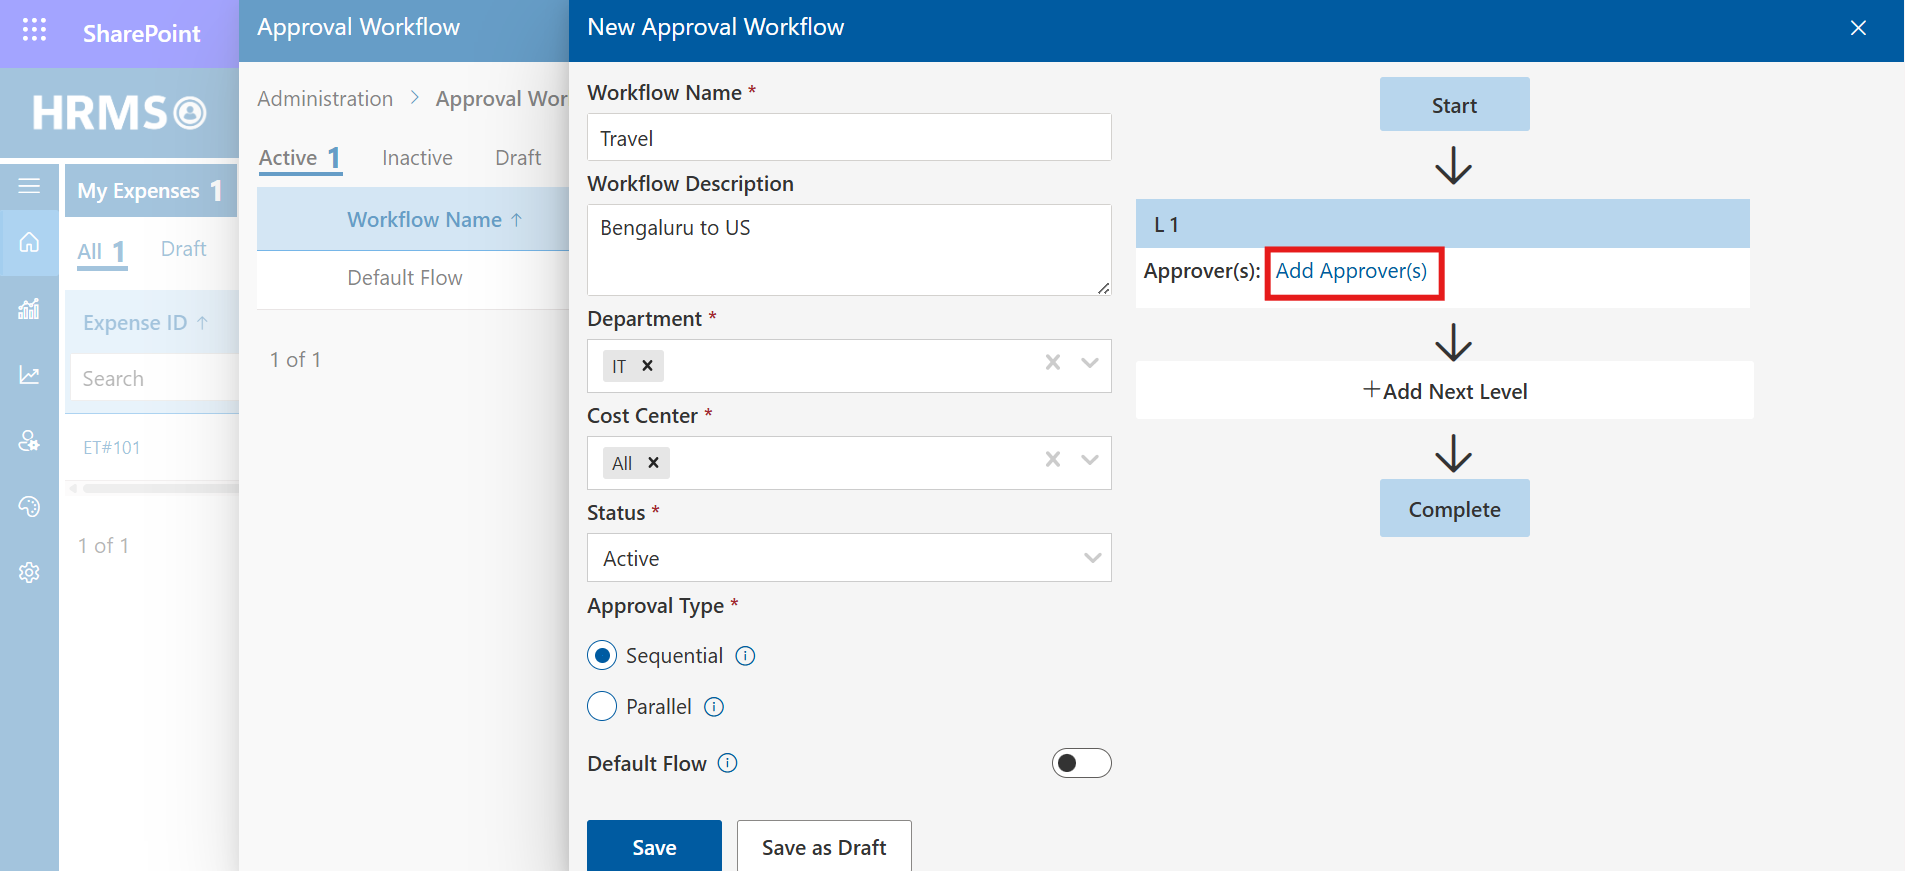 SharePoint
HRMS
My Expenses 1
All 1
Draft
Expense ID ↑
Search
ET#101
1 of 1
Approval Workflow
Administration > Approval Wor
Active 1
Inactive
Draft
Workflow Name ↑
Default Flow
1 of 1
New Approval Workflow
Workflow Name *
Travel
Workflow Description
Bengaluru to US
Department *
IT
Cost Center *
All
Status *
Active
Approval Type *
Sequential
Parallel
Default Flow
Save
Save as Draft
Start
L 1
Approver(s): Add Approver(s)
+Add Next Level
Complete